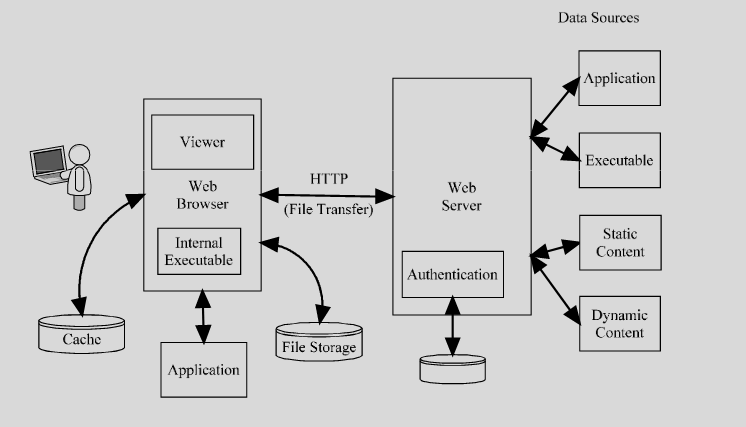 Data Sources
Application
Executable
Static
Content
Dynamic
Content
Viewer
Web
Browser
Internal
Executable
HTTP
(File Transfer)
Web
Server
Authentication
Cache
Application
File Storage